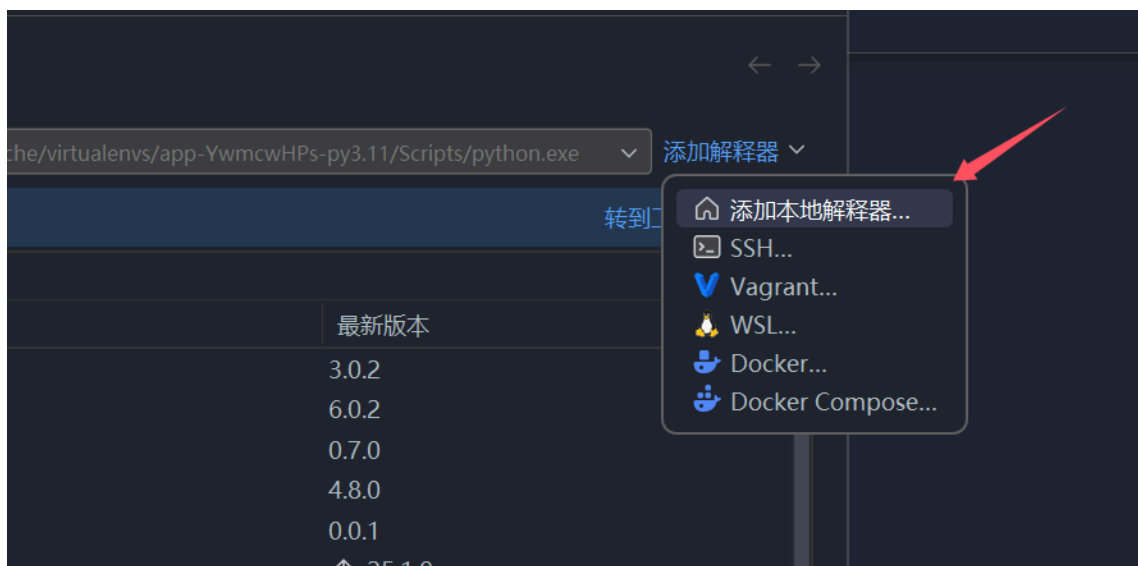 che/virtualenvs/app-YwmcwHPs-py3.11/Scripts/python.exe
添加解释器
转到
添加本地解释器...
SSH...
Vagrant...
WSL...
Docker...
Docker Compose...
最新版本
3.0.2
6.0.2
0.7.0
4.8.0
0.0.1